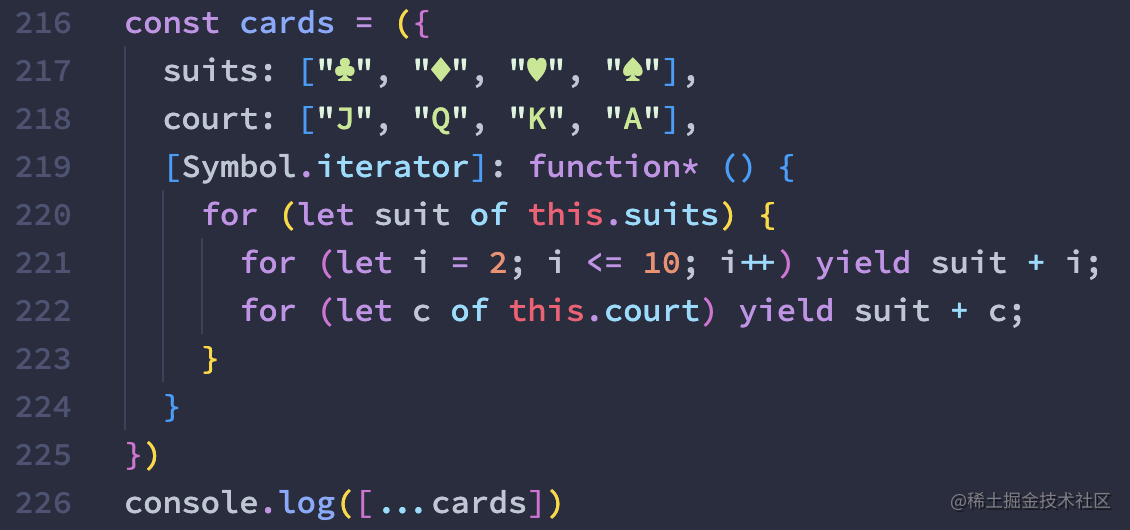 216 const cards = ({
217 suits: ["♣", "♦", "♥", "♠"],
218 court: ["J", "Q", "K", "A"],
219 [Symbol.iterator]: function* () {
220 for (let suit of this.suits) {
221 for (let i = 2; i <= 10; i++) yield suit + i;
222 for (let c of this.court) yield suit + c;
223 }
224 }
225 })
226 console.log([...cards])
@稀土掘金技术社区